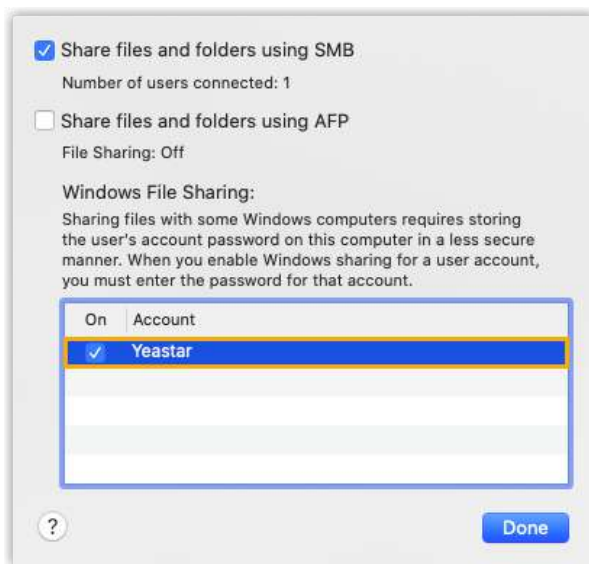 Share files and folders using SMB
Number of users connected: 1
Share files and folders using AFP
File Sharing: Off
Windows File Sharing:
Sharing files with some Windows computers requires storing
the user's account password on this computer in a less secure
manner. When you enable Windows sharing for a user account,
you must enter the password for that account.
On Account
Yeastar
? Done